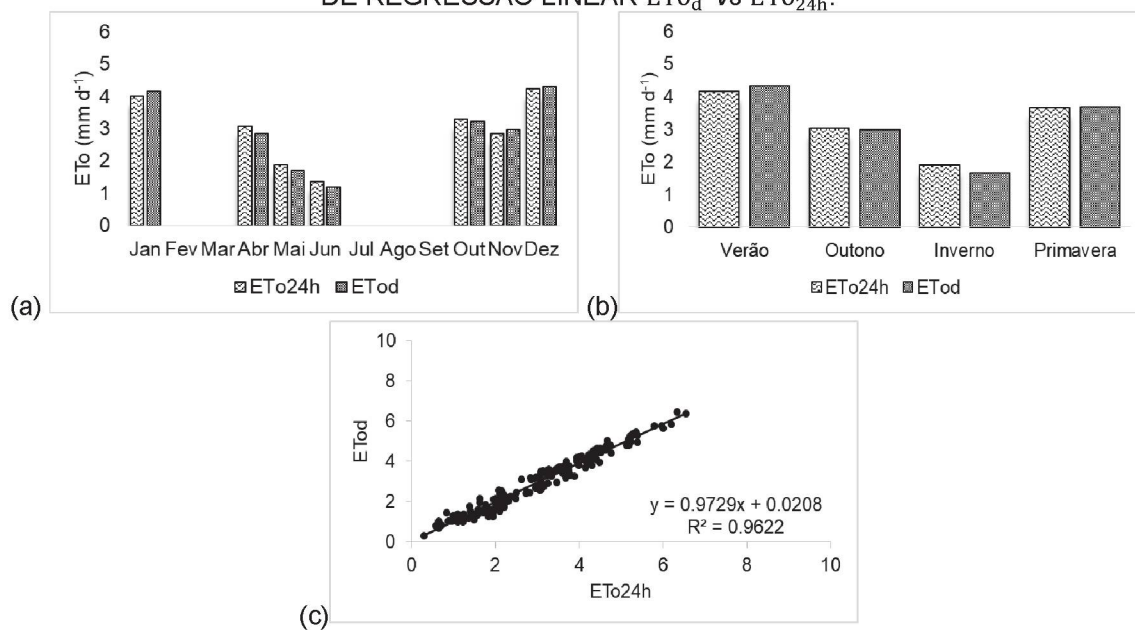 DE REGRESSÃO LINEAR ETo_d vs ETo_24h.
6
5
4
3
2
1
0
ETo (mm d⁻¹)
Jan Fev Mar Abr Mai Jun Jul Ago Set Out Nov Dez
ETo24h ETod
(a)
6
5
4
3
2
1
0
ETo (mm d⁻¹)
Verão Outono Inverno Primavera
ETo24h ETod
(b)
10
8
6
4
2
0
ETod
y = 0.9729x + 0.0208
R² = 0.9622
0 2 4 6 8 10
ETo24h
(c)